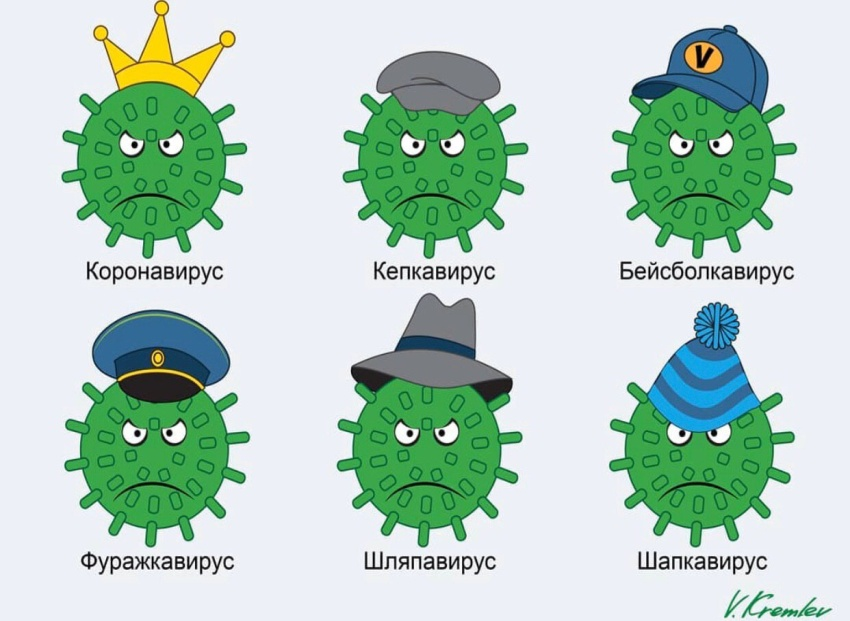 V
Коронавирус
Кепкавирус
Бейсболкавирус
Фуражкавирус
Шляпавирус
Шапкавирус
V.Kremlev